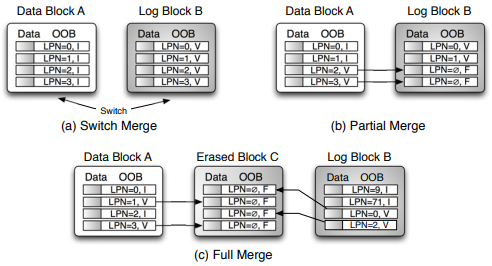 Data Block A
Data OOB
LPN=0, I
LPN=1, I
LPN=2, I
LPN=3, I
Log Block B
Data OOB
LPN=0, V
LPN=1, V
LPN=2, V
LPN=3, V
Switch
(a) Switch Merge
Data Block A
Data OOB
LPN=0, I
LPN=1, I
LPN=2, V
LPN=3, V
Log Block B
Data OOB
LPN=0, V
LPN=1, V
LPN=∅, F
LPN=∅, F
(b) Partial Merge
Data Block A
Data OOB
LPN=0, I
LPN=1, V
LPN=2, I
LPN=3, V
Erased Block C
Data OOB
LPN=∅, F
LPN=∅, F
LPN=∅, F
LPN=∅, F
Log Block B
Data OOB
LPN=9, I
LPN=71, I
LPN=0, V
LPN=2, V
(c) Full Merge